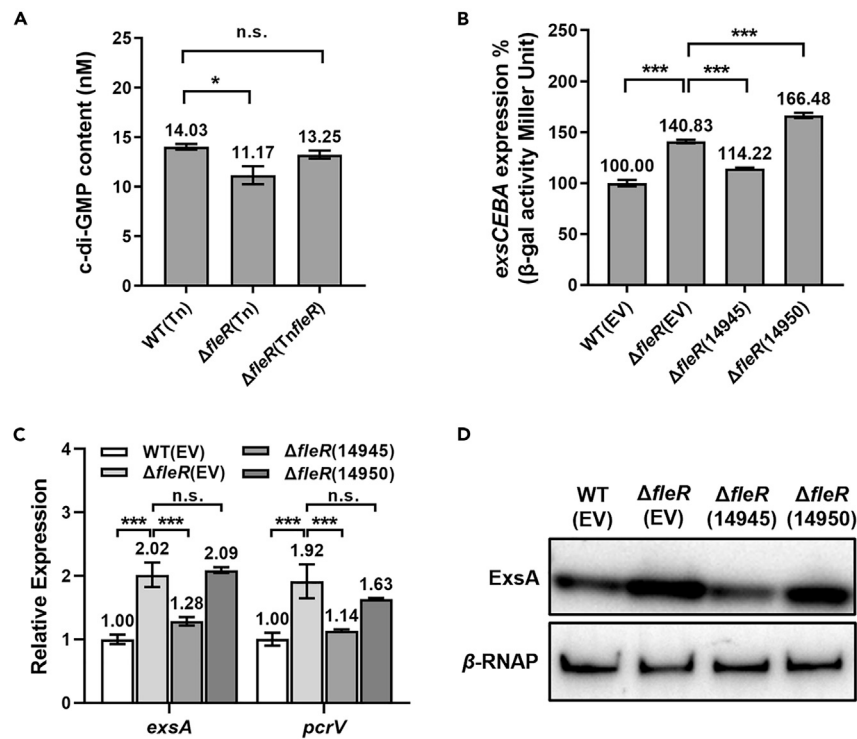 A
c-di-GMP content (nM)
25
20
15
10
5
0
n.s.
*
14.03
11.17
13.25
WT(Tn)
ΔfleR(Tn)
ΔfleR(TnfleR)
B
exsCEBA expression %
(β-gal activity Miller Unit)
250
200
150
100
50
0
***
*** ***
100.00
140.83
114.22
166.48
WT(EV)
ΔfleR(EV)
ΔfleR(14945)
ΔfleR(14950)
C
Relative Expression
4
3
2
1
0
WT(EV) ΔfleR(14945)
ΔfleR(EV) ΔfleR(14950)
n.s. n.s.
*** *** *** ***
1.00 2.02 1.28 2.09 1.00 1.92 1.14 1.63
exsA pcrV
D
WT ΔfleR ΔfleR ΔfleR
(EV) (EV) (14945) (14950)
ExsA
β-RNAP